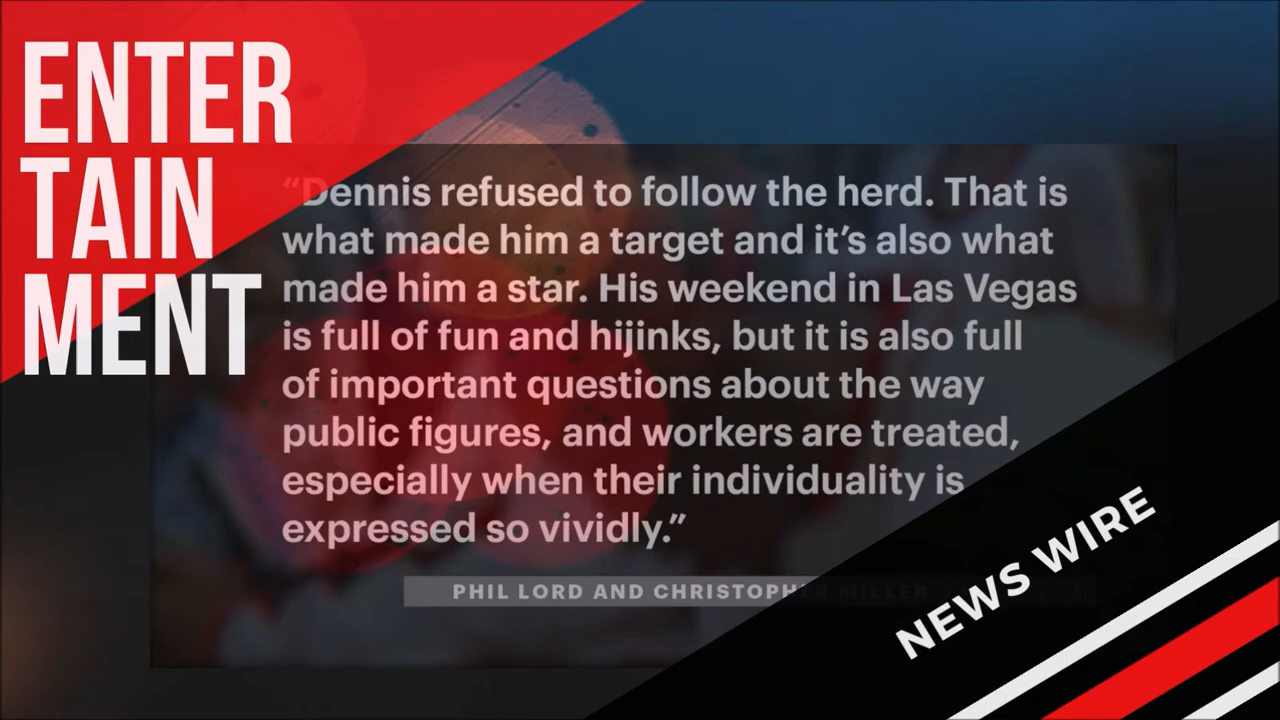 ENTER
TAIN
MENT
“Dennis refused to follow the herd. That is
what made him a target and it’s also what
made him a star. His weekend in Las Vegas
is full of fun and hijinks, but it is also full
of important questions about the way
public figures, and workers are treated,
especially when their individuality is
expressed so vividly.”
PHIL LORD AND CHRISTOPHER MILLER
NEWS WIRE